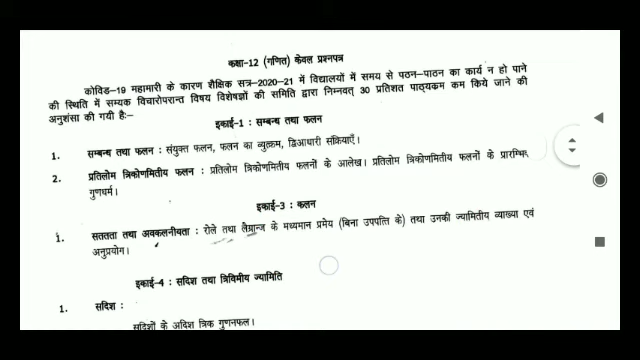 कक्षा-12 (गणित) केवल प्रश्नपत्र
कोविड-19 महामारी के कारण शैक्षिक सत्र-2020-21 में विद्यालयों में समय से पठन-पाठन का कार्य न हो पाने
की स्थिति में सम्यक विचारोपरान्त विषय विशेषज्ञों की समिति द्वारा निम्नवत् 30 प्रतिशत पाठ्यक्रम कम किये जाने की
अनुशंसा की गयी है:-
इकाई-1 : सम्बन्ध तथा फलन
1. सम्बन्ध तथा फलन : संयुक्त फलन, फलन का व्युत्क्रम, द्विआधारी संक्रियाएँ।
2. प्रतिलोम त्रिकोणमितीय फलन : प्रतिलोम त्रिकोणमितीय फलनों के आलेख। प्रतिलोम त्रिकोणमितीय फलनों के प्रारम्भिक
गुणधर्म।
इकाई-3 : कलन
1. सततता तथा अवकलनीयता : रोले तथा लैग्रान्ज के मध्यमान प्रमेय (बिना उपपत्ति के) तथा उनकी ज्यामितीय व्याख्या एवं
अनुप्रयोग।
इकाई-4 : सदिश तथा त्रिविमीय ज्यामिति
1. सदिश :
सदिशों के अदिश त्रिक गुणनफल।